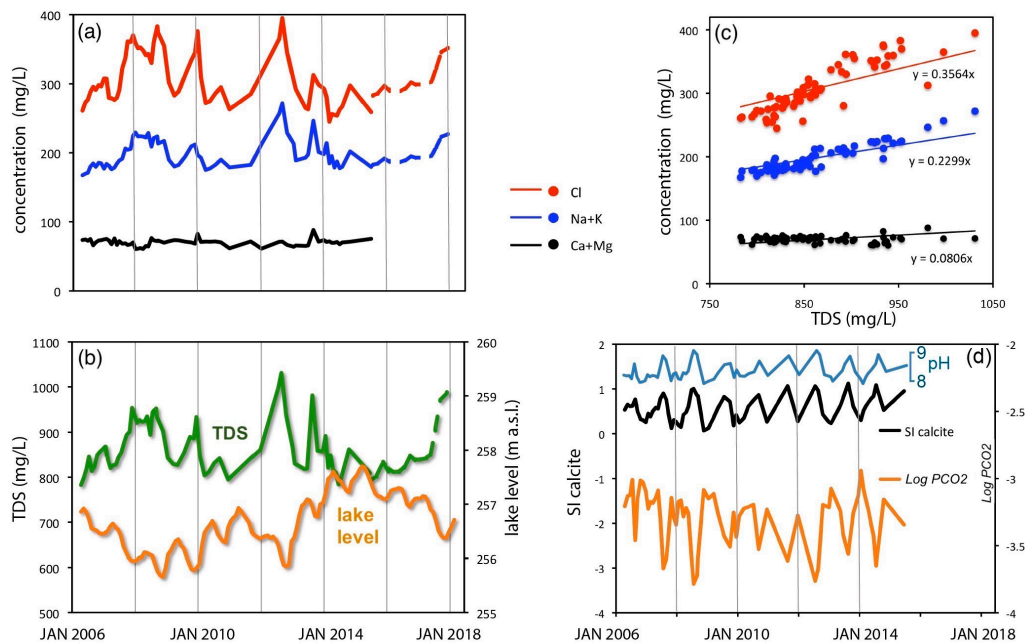 (a)
400
300
200
100
0
concentration (mg/L)
Cl
Na+K
Ca+Mg
(c)
400
300
200
100
0
concentration (mg/L)
y = 0.3564x
y = 0.2299x
y = 0.0806x
750 850 950 1050
TDS (mg/L)
(b)
1100
1000
900
800
700
600
500
TDS (mg/L)
TDS
lake
level
260
259
258
257
256
255
lake level (m a.s.l.)
JAN 2006 JAN 2010 JAN 2014 JAN 2018
(d)
2
1
0
-1
-2
-3
-4
SI calcite
9
pH
8
SI calcite
Log PCO2
-2
-2.5
-3
-3.5
-4
Log PCO2
JAN 2006 JAN 2010 JAN 2014 JAN 2018